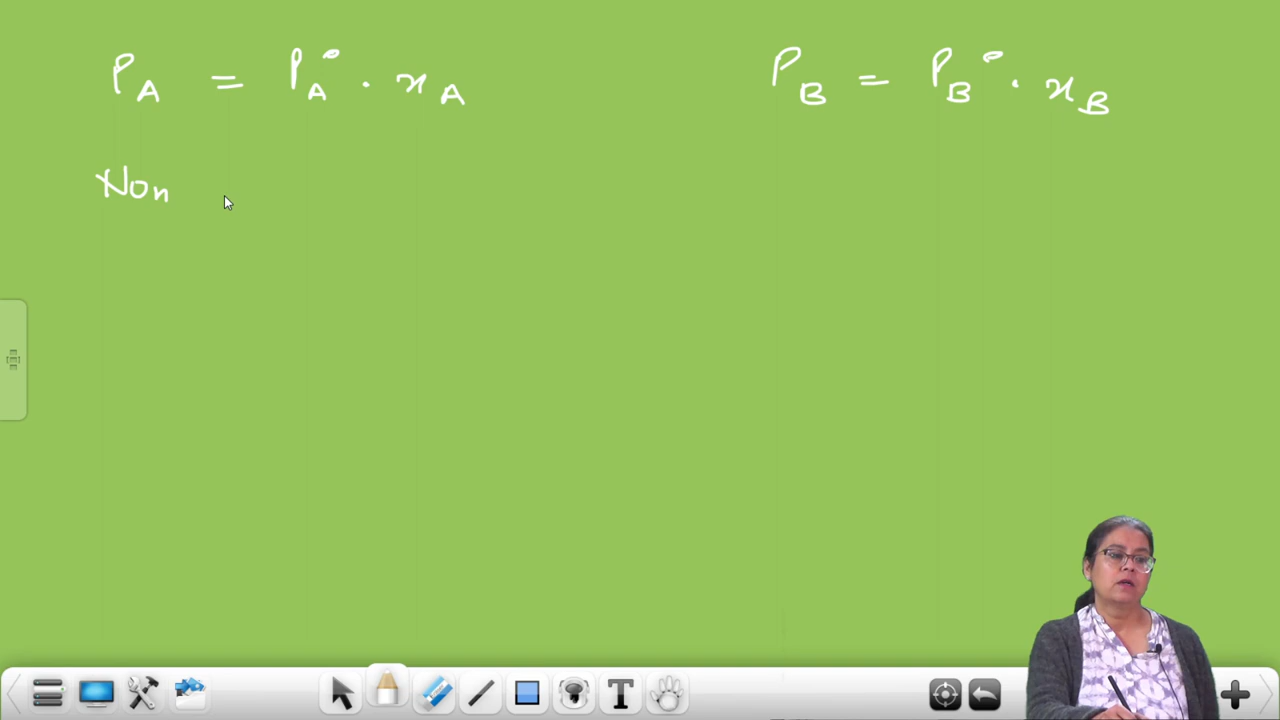 P_A = P_A° · x_A
P_B = P_B° · x_B
Non